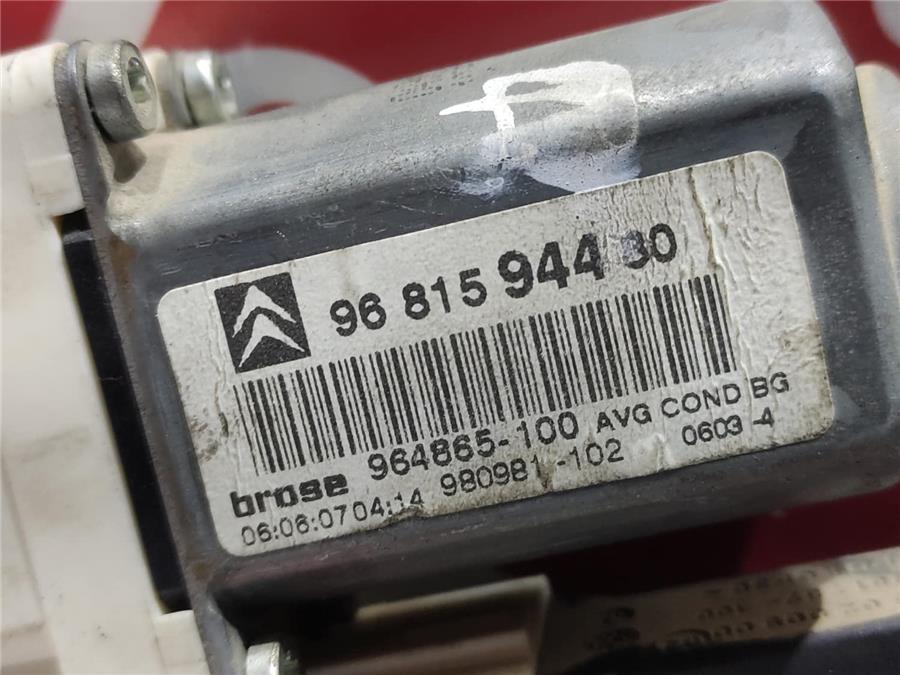 96 815 944 80
964865-100 AVG COND BG
brose 980981-102 0603-4
06:06:07 04:14